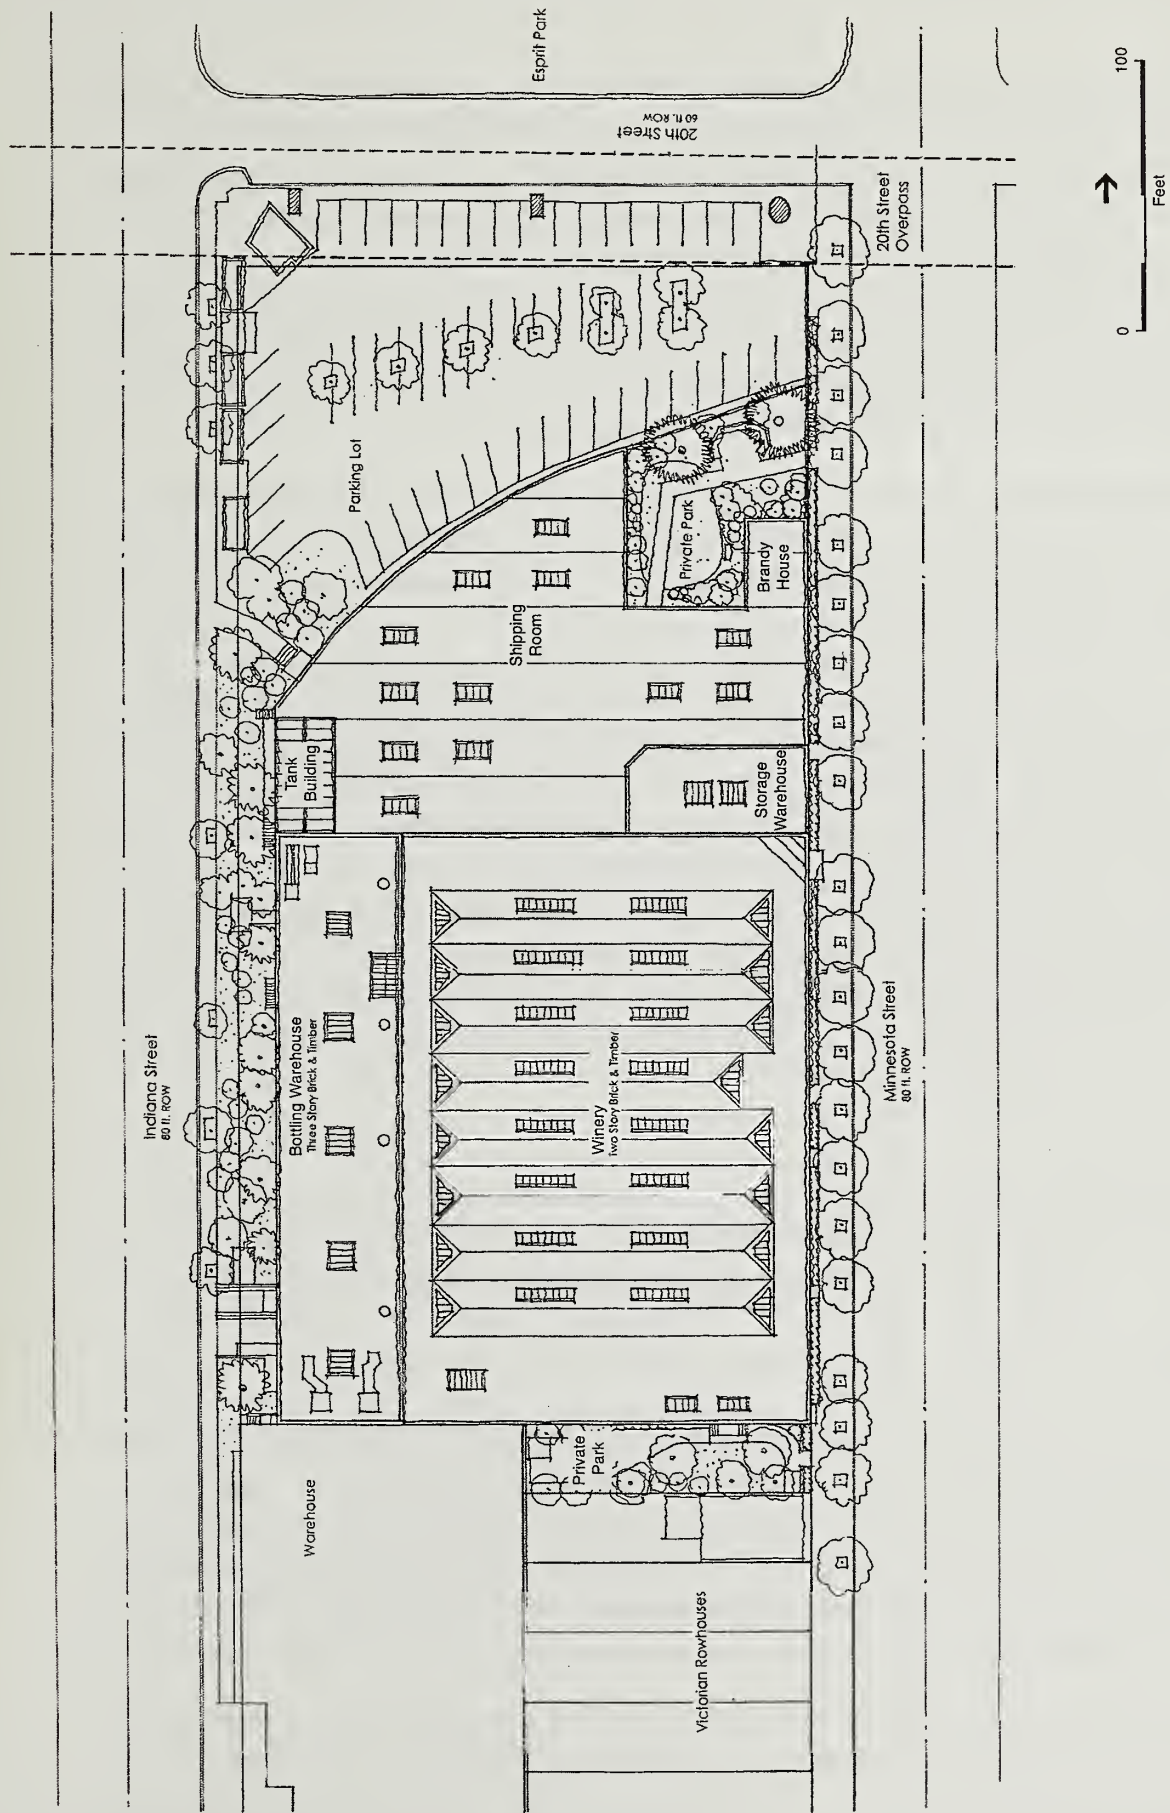 Esprit Park
20th Street
60 ft. ROW
20th Street
Overpass
100
0
Feet
Parking Lot
Private Park
Brandy
House
Shipping
Room
Tank
Building
Storage
Warehouse
Indiana Street
80 ft. ROW
Bottling Warehouse
Three Story Brick & Timber
Winery
Two Story Brick & Timber
Minnesota Street
80 ft. ROW
Private
Park
Warehouse
Victorian Rowhouses